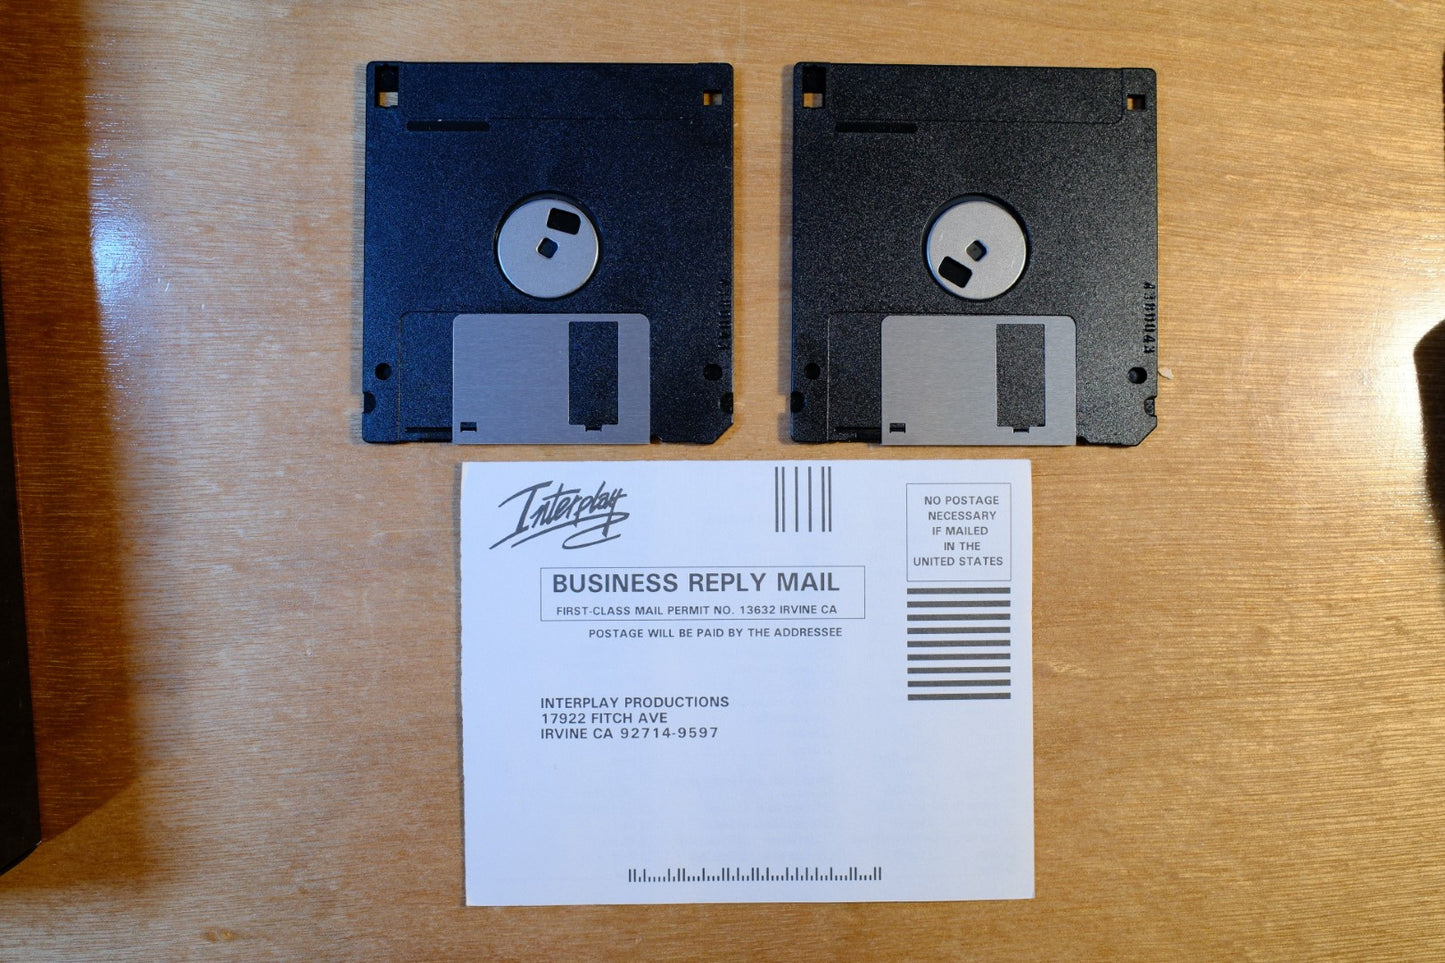 A3M0043
Interplay
NO POSTAGE
NECESSARY
IF MAILED
IN THE
UNITED STATES
BUSINESS REPLY MAIL
FIRST-CLASS MAIL PERMIT NO. 13632 IRVINE CA
POSTAGE WILL BE PAID BY THE ADDRESSEE
INTERPLAY PRODUCTIONS
17922 FITCH AVE
IRVINE CA 92714-9597